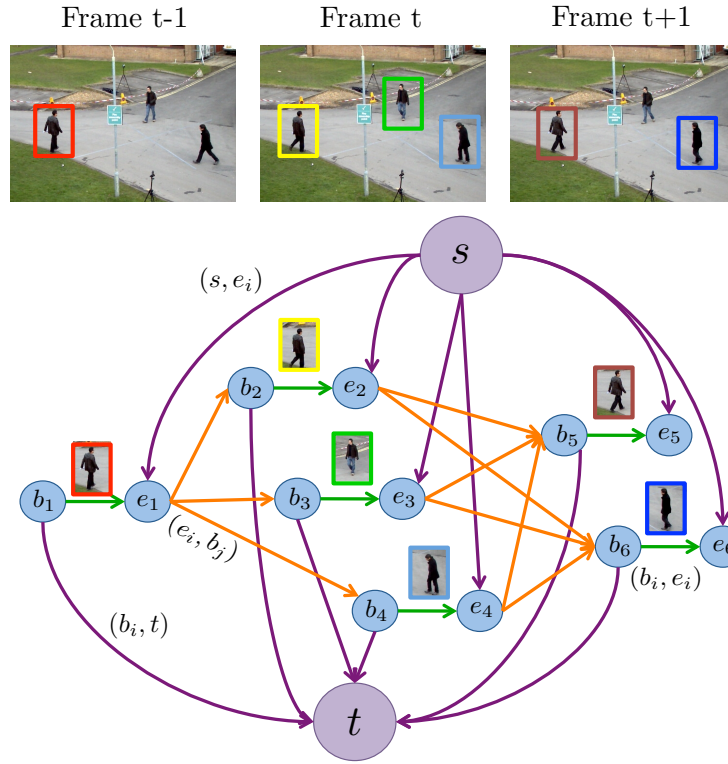 Frame t-1 Frame t Frame t+1
s
(s, e_i)
b_2 e_2
b_5 e_5
b_1 e_1 b_3 e_3
(e_i, b_j)
b_6 e_6
(b_i, e_i)
b_4 e_4
(b_i, t)
t